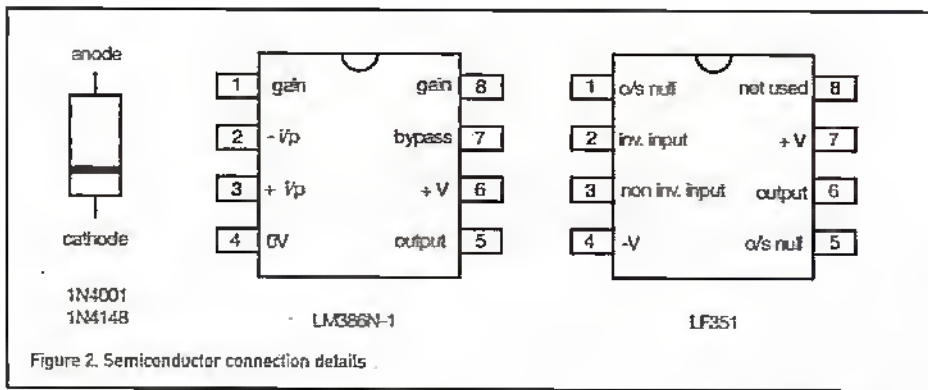 anode
cathode
1N4001
1N4148
1 gain
2 - i/p
3 + i/p
4 0V
gain 8
bypass 7
+ V 6
output 5
LM386N-1
1 o/s null
2 inv. input
3 non inv. input
4 -V
not used 8
+ V 7
output 6
o/s null 5
LF351
Figure 2. Semiconductor connection details